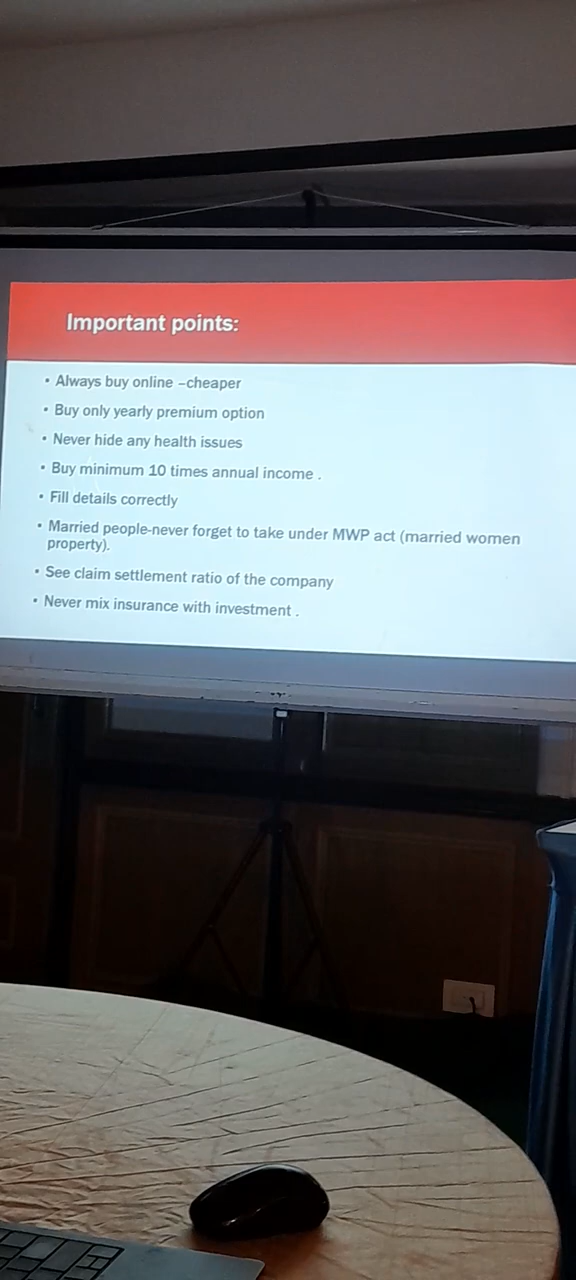 Important points:
• Always buy online –cheaper
• Buy only yearly premium option
• Never hide any health issues
• Buy minimum 10 times annual income .
• Fill details correctly
• Married people-never forget to take under MWP act (married women
property).
• See claim settlement ratio of the company
• Never mix insurance with investment .